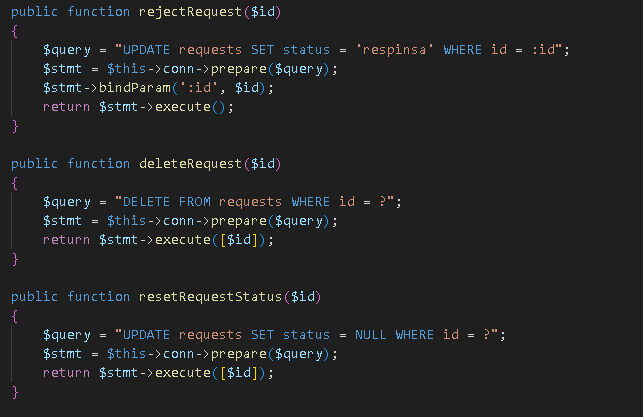 public function rejectRequest($id)
{
    $query = "UPDATE requests SET status = 'respinsa' WHERE id = :id";
    $stmt = $this->conn->prepare($query);
    $stmt->bindParam(':id', $id);
    return $stmt->execute();
}

public function deleteRequest($id)
{
    $query = "DELETE FROM requests WHERE id = ?";
    $stmt = $this->conn->prepare($query);
    return $stmt->execute([$id]);
}

public function resetRequestStatus($id)
{
    $query = "UPDATE requests SET status = NULL WHERE id = ?";
    $stmt = $this->conn->prepare($query);
    return $stmt->execute([$id]);
}